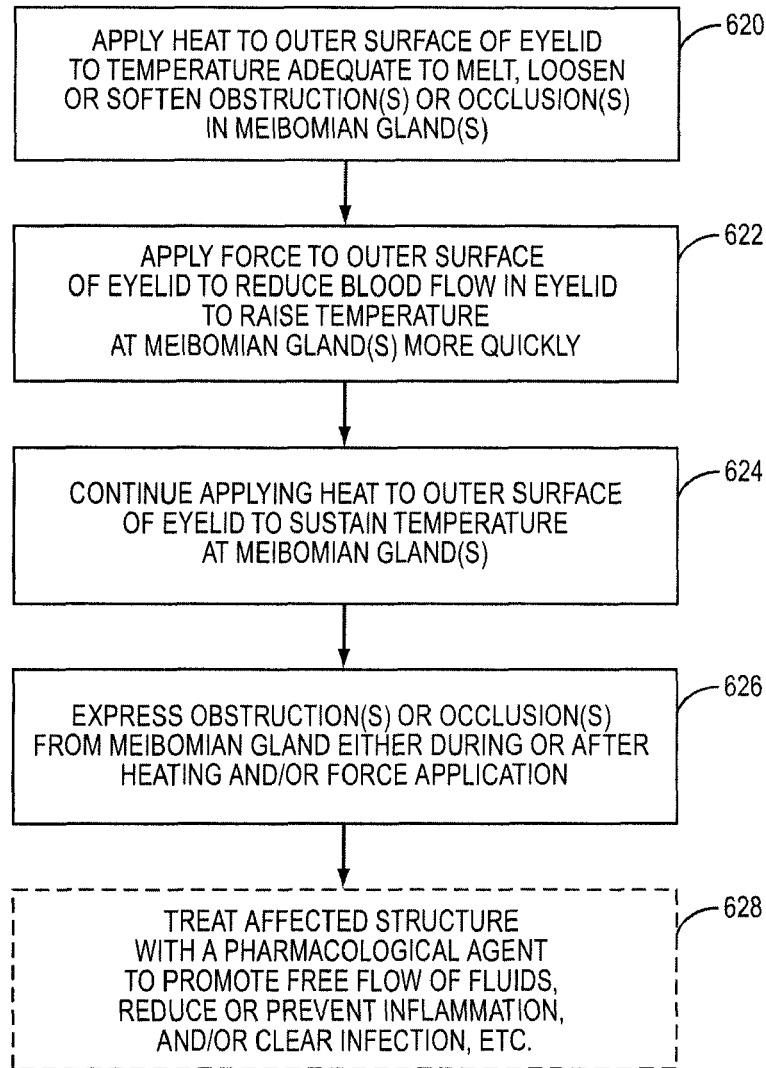 APPLY HEAT TO OUTER SURFACE OF EYELID
TO TEMPERATURE ADEQUATE TO MELT, LOOSEN
OR SOFTEN OBSTRUCTION(S) OR OCCLUSION(S)
IN MEIBOMIAN GLAND(S)
620
APPLY FORCE TO OUTER SURFACE
OF EYELID TO REDUCE BLOOD FLOW IN EYELID
TO RAISE TEMPERATURE
AT MEIBOMIAN GLAND(S) MORE QUICKLY
622
CONTINUE APPLYING HEAT TO OUTER SURFACE
OF EYELID TO SUSTAIN TEMPERATURE
AT MEIBOMIAN GLAND(S)
624
EXPRESS OBSTRUCTION(S) OR OCCLUSION(S)
FROM MEIBOMIAN GLAND EITHER DURING OR AFTER
HEATING AND/OR FORCE APPLICATION
626
TREAT AFFECTED STRUCTURE
WITH A PHARMACOLOGICAL AGENT
TO PROMOTE FREE FLOW OF FLUIDS,
REDUCE OR PREVENT INFLAMMATION,
AND/OR CLEAR INFECTION, ETC.
628